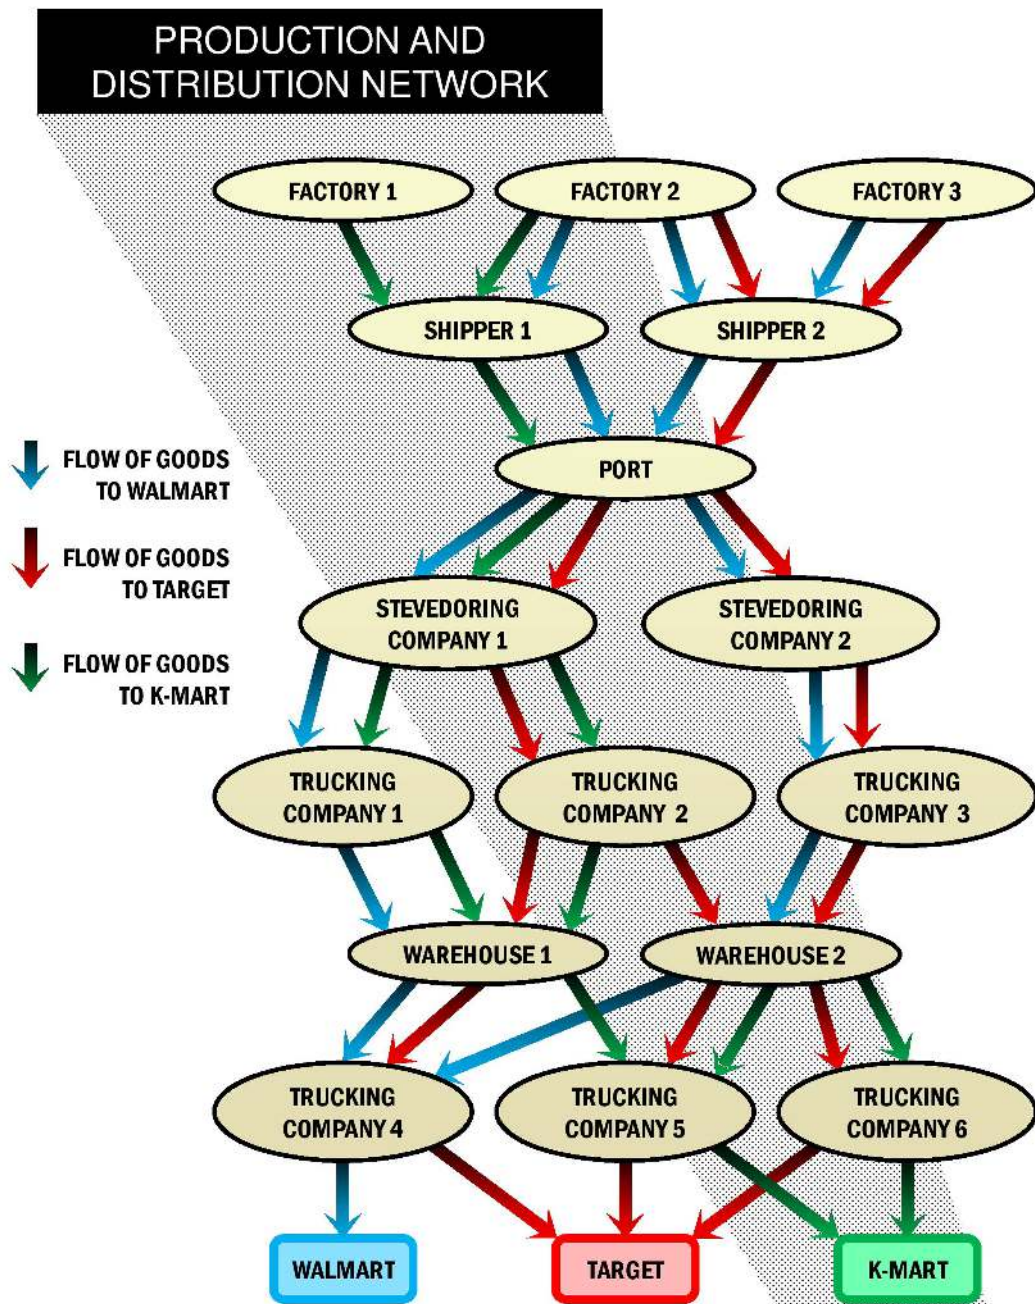 PRODUCTION AND
DISTRIBUTION NETWORK
FACTORY 1
FACTORY 2
FACTORY 3
SHIPPER 1
SHIPPER 2
PORT
FLOW OF GOODS
TO WALMART
FLOW OF GOODS
TO TARGET
FLOW OF GOODS
TO K-MART
STEVEDORING
COMPANY 1
STEVEDORING
COMPANY 2
TRUCKING
COMPANY 1
TRUCKING
COMPANY 2
TRUCKING
COMPANY 3
WAREHOUSE 1
WAREHOUSE 2
TRUCKING
COMPANY 4
TRUCKING
COMPANY 5
TRUCKING
COMPANY 6
WALMART
TARGET
K-MART